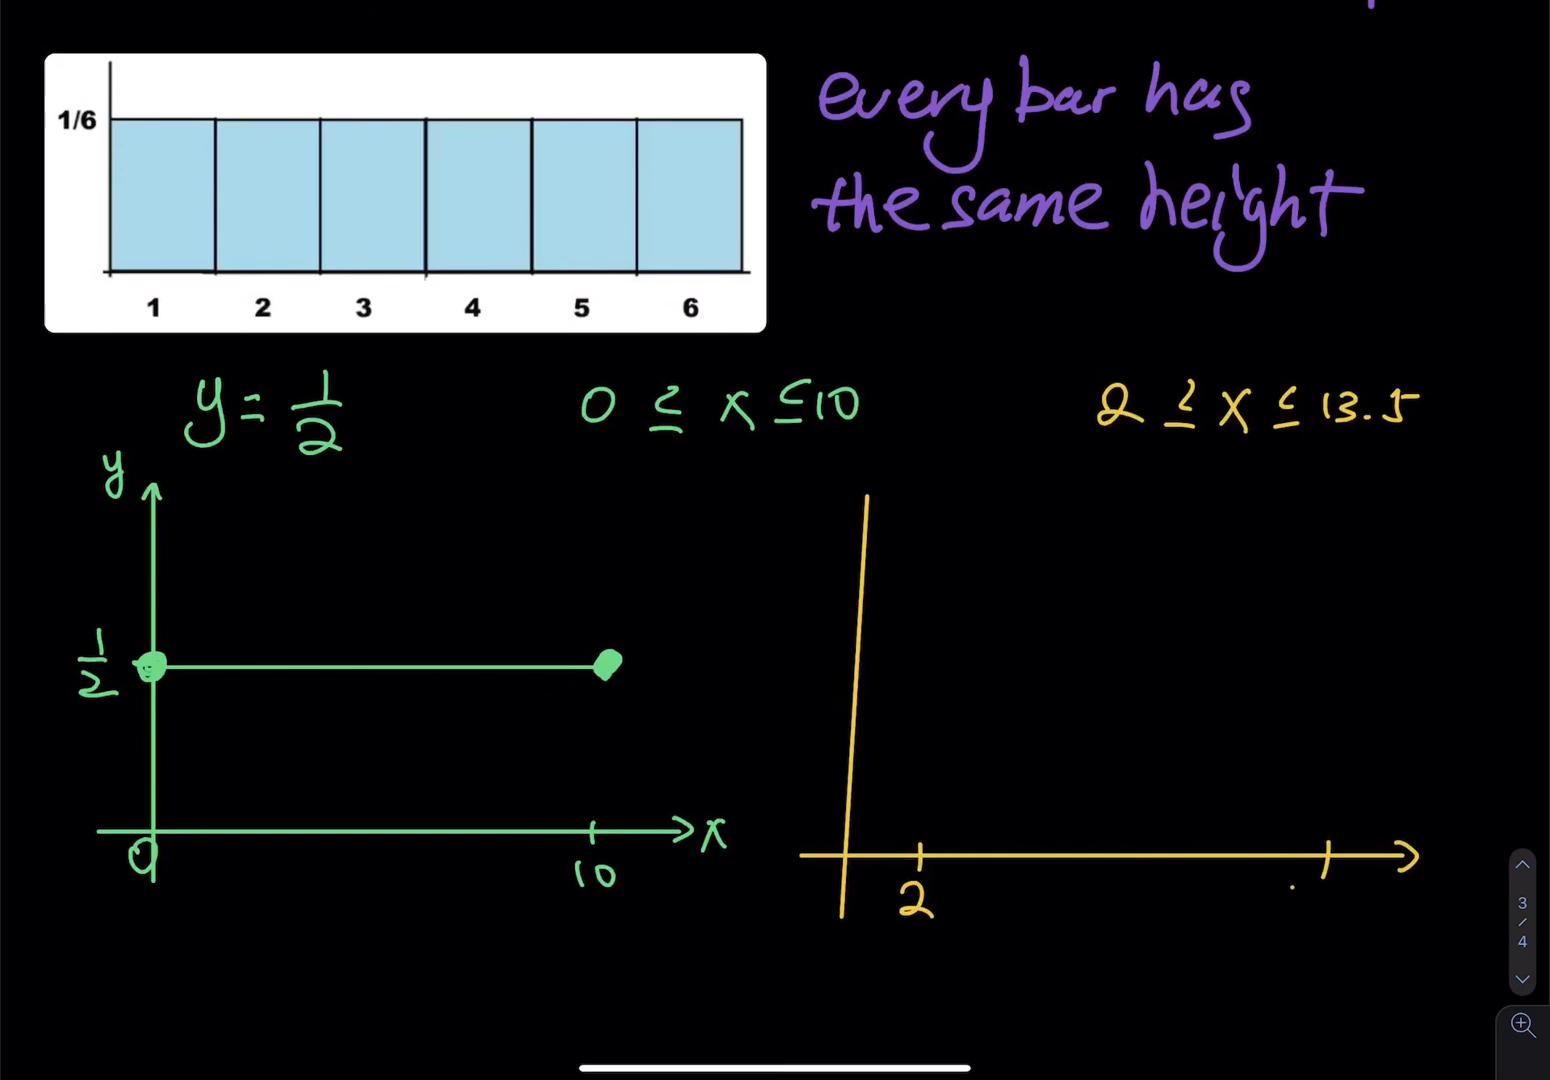 every bar has
1/6
the same height
1 2 3 4 5 6
y = 1/2 0 ≤ x ≤ 10 2 ≤ x ≤ 13.5
y
1/2
x
0
10
2
3
/
4